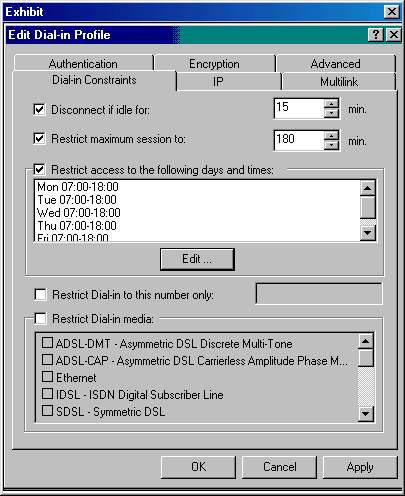 Exhibit
Edit Dial-in Profile
Authentication Encryption Advanced
Dial-in Constraints IP Multilink
Disconnect if idle for: 15 min.
Restrict maximum session to: 180 min.
Restrict access to the following days and times:
Mon 07:00-18:00
Tue 07:00-18:00
Wed 07:00-18:00
Thu 07:00-18:00
Fri 07:00-18:00
Edit ...
Restrict Dial-in to this number only:
Restrict Dial-in media:
ADSL-DMT - Asymmetric DSL Discrete Multi-Tone
ADSL-CAP - Asymmetric DSL Carrierless Amplitude Phase M...
Ethernet
IDSL - ISDN Digital Subscriber Line
SDSL - Symmetric DSL
OK Cancel Apply